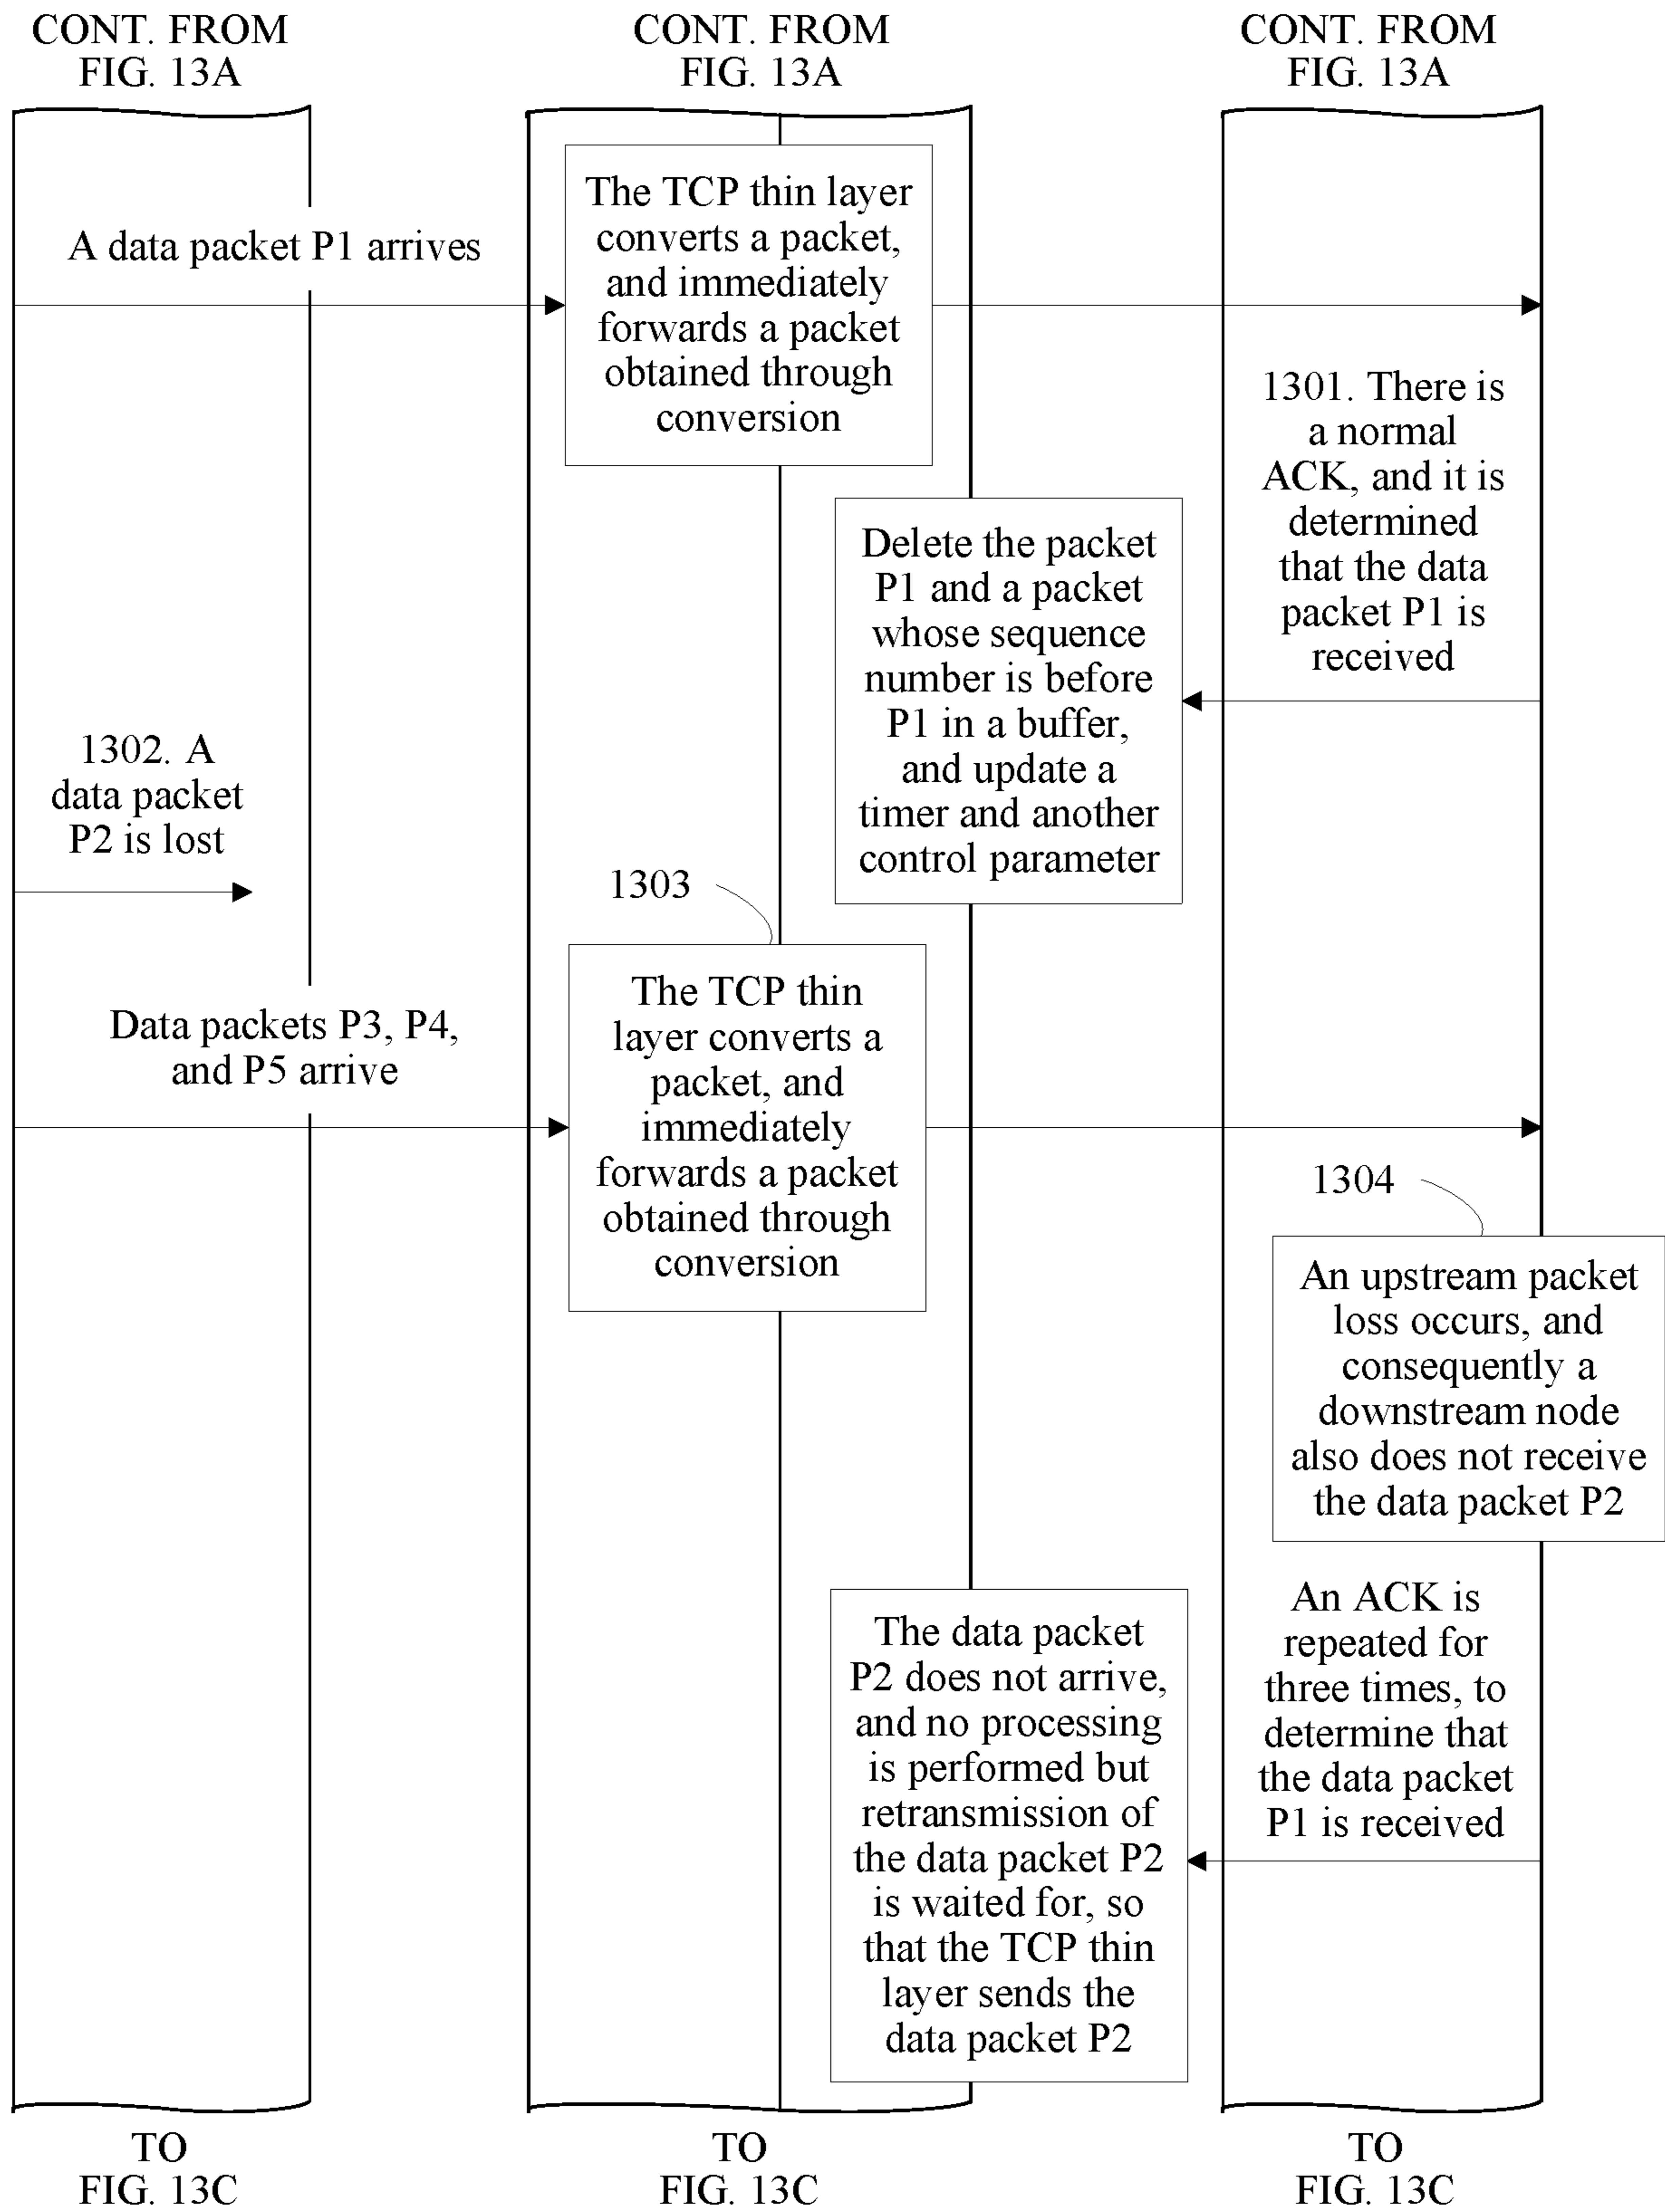 CONT. FROM
FIG. 13A
CONT. FROM
FIG. 13A
CONT. FROM
FIG. 13A
A data packet P1 arrives
The TCP thin layer
converts a packet,
and immediately
forwards a packet
obtained through
conversion
1301. There is
a normal
ACK, and it is
determined
that the data
packet P1 is
received
Delete the packet
P1 and a packet
whose sequence
number is before
P1 in a buffer,
and update a
timer and another
control parameter
1302. A
data packet
P2 is lost
1303
Data packets P3, P4,
and P5 arrive
The TCP thin
layer converts a
packet, and
immediately
forwards a packet
obtained through
conversion
1304
An upstream packet
loss occurs, and
consequently a
downstream node
also does not receive
the data packet P2
An ACK is
repeated for
three times, to
determine that
the data packet
P1 is received
The data packet
P2 does not arrive,
and no processing
is performed but
retransmission of
the data packet P2
is waited for, so
that the TCP thin
layer sends the
data packet P2
TO
FIG. 13C
TO
FIG. 13C
TO
FIG. 13C